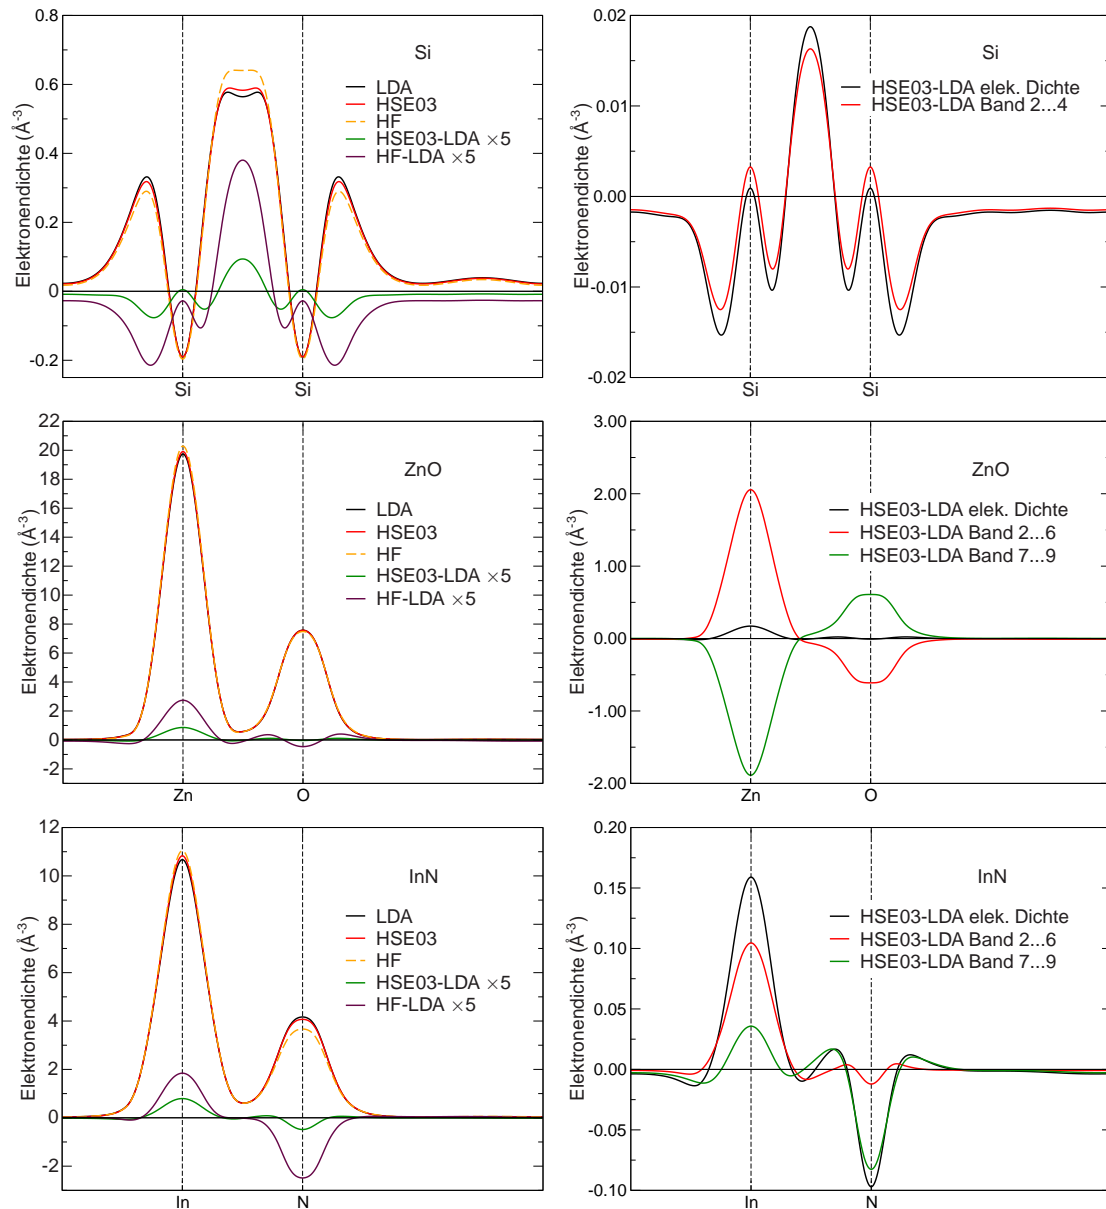 0.8
0.6
0.4
0.2
0
-0.2
Elektronendichte (Å-3)
Si
LDA
HSE03
HF
HSE03-LDA ×5
HF-LDA ×5
Si Si
0.02
0.01
0.00
-0.01
-0.02
Elektronendichte (Å-3)
Si
HSE03-LDA elek. Dichte
HSE03-LDA Band 2...4
Si Si
22
20
18
16
14
12
10
8
6
4
2
0
-2
Elektronendichte (Å-3)
ZnO
LDA
HSE03
HF
HSE03-LDA ×5
HF-LDA ×5
Zn O
3.00
2.00
1.00
0.00
-1.00
-2.00
Elektronendichte (Å-3)
ZnO
HSE03-LDA elek. Dichte
HSE03-LDA Band 2...6
HSE03-LDA Band 7...9
Zn O
12
10
8
6
4
2
0
-2
Elektronendichte (Å-3)
InN
LDA
HSE03
HF
HSE03-LDA ×5
HF-LDA ×5
In N
0.20
0.15
0.10
0.05
0.00
-0.05
-0.10
Elektronendichte (Å-3)
InN
HSE03-LDA elek. Dichte
HSE03-LDA Band 2...6
HSE03-LDA Band 7...9
In N